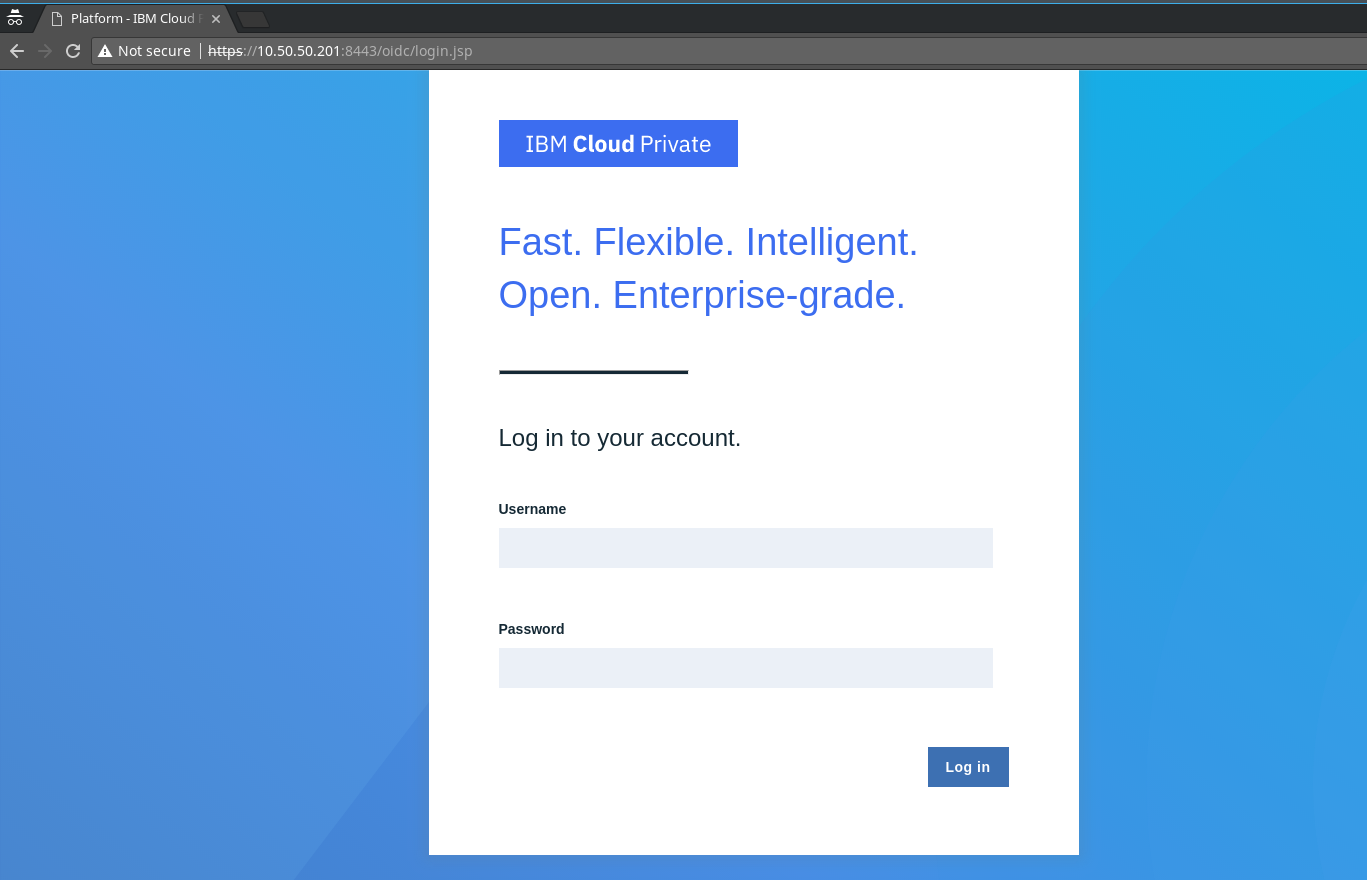 Platform - IBM Cloud P
Not secure | https://10.50.50.201:8443/oidc/login.jsp
IBM Cloud Private
Fast. Flexible. Intelligent.
Open. Enterprise-grade.
Log in to your account.
Username
Password
Log in